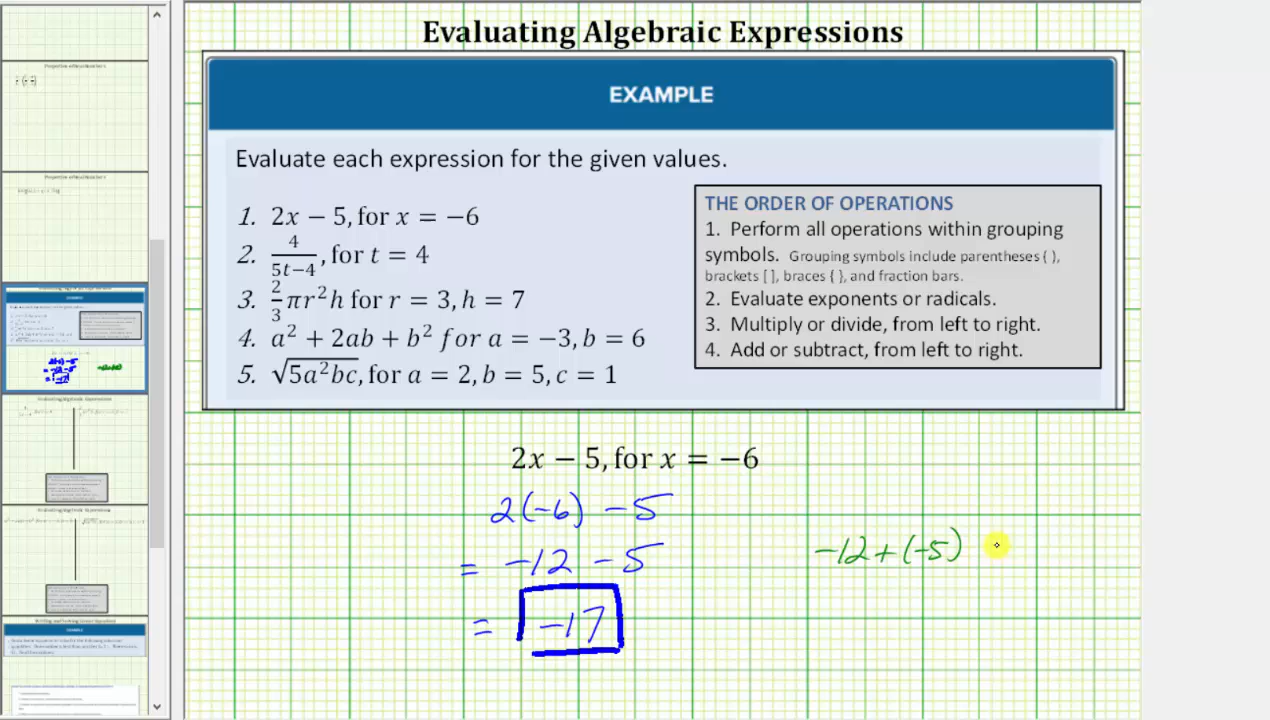 Evaluating Algebraic Expressions
EXAMPLE
Evaluate each expression for the given values.
1. 2x − 5, for x = −6
2. 4/(5t−4), for t = 4
3. 2/3 πr²h for r = 3, h = 7
4. a² + 2ab + b² for a = −3, b = 6
5. √(5a²bc), for a = 2, b = 5, c = 1
THE ORDER OF OPERATIONS
1. Perform all operations within grouping
symbols. Grouping symbols include parentheses ( ),
brackets [ ], braces { }, and fraction bars.
2. Evaluate exponents or radicals.
3. Multiply or divide, from left to right.
4. Add or subtract, from left to right.
2x − 5, for x = −6
2(−6) − 5
= −12 − 5
= −17
−12 + (−5)